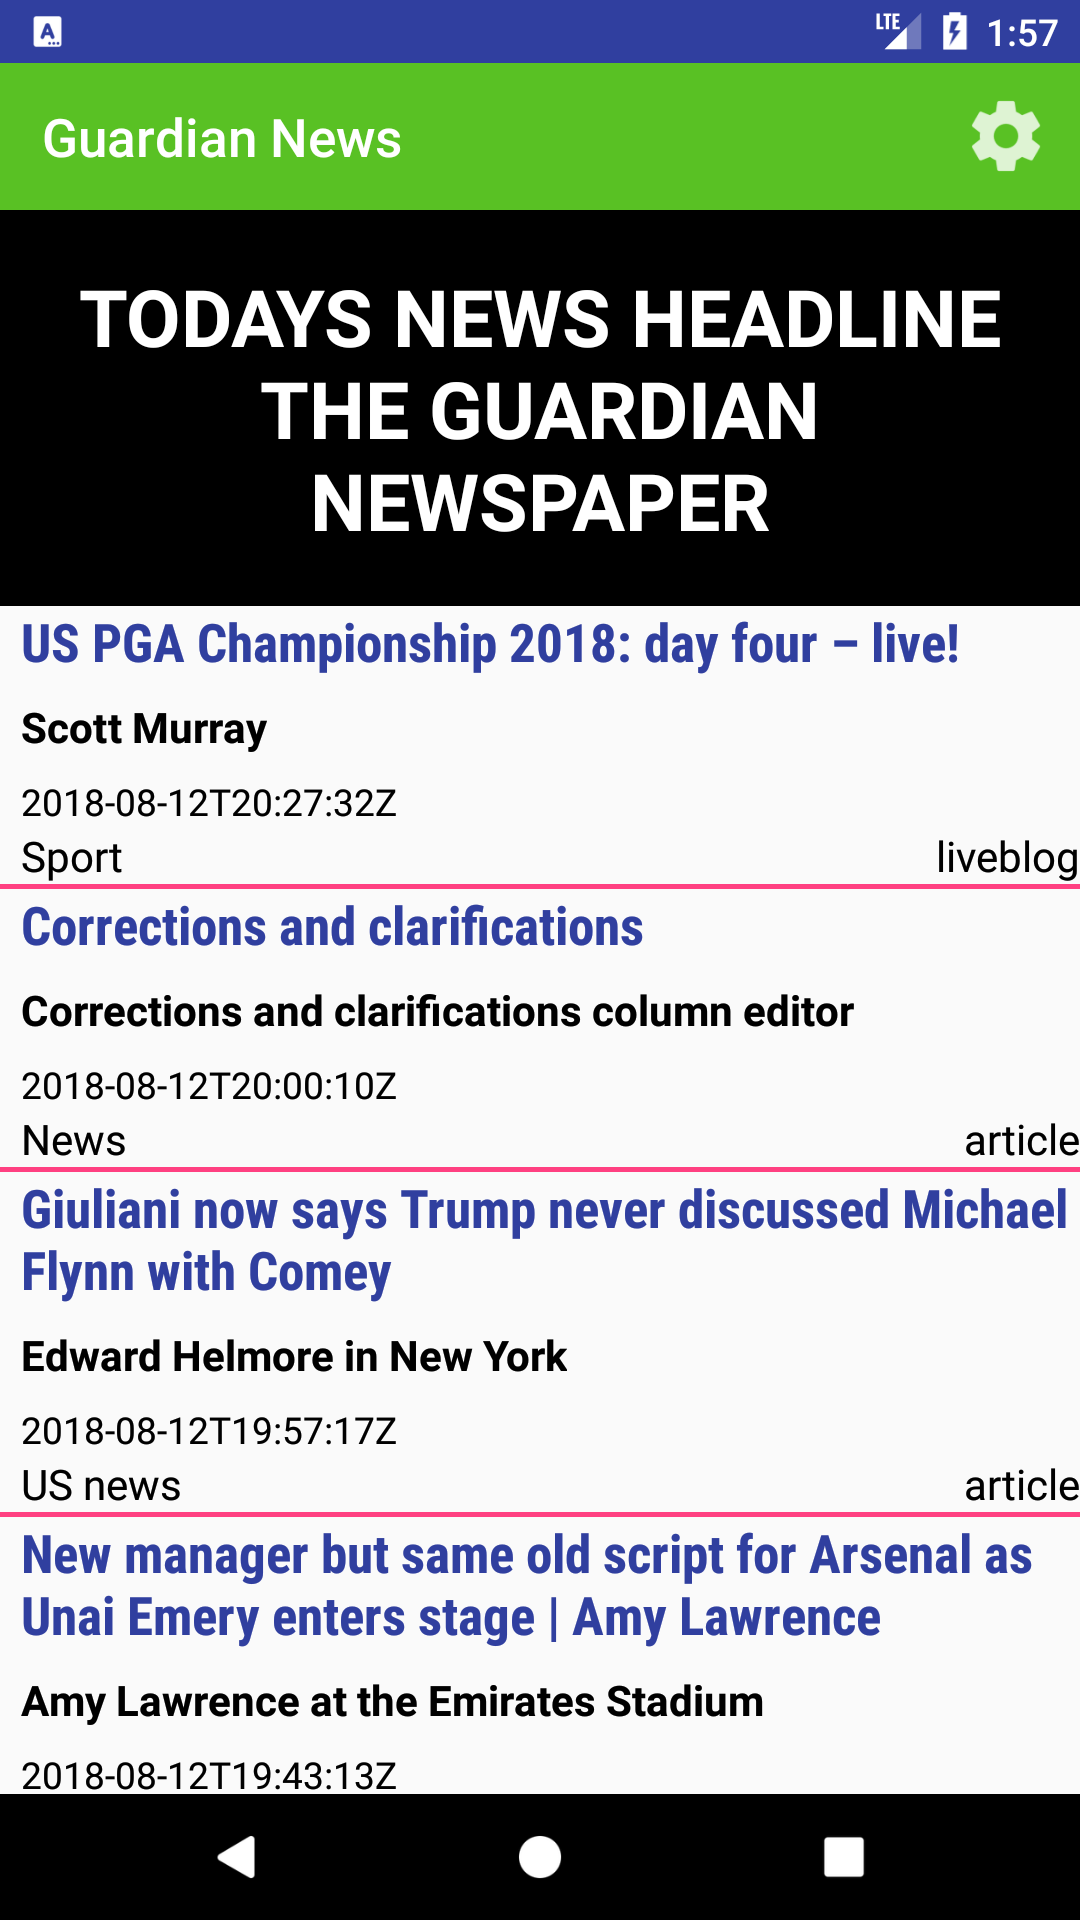 LTE 1:57
Guardian News
TODAYS NEWS HEADLINE
THE GUARDIAN
NEWSPAPER
US PGA Championship 2018: day four – live!
Scott Murray
2018-08-12T20:27:32Z
Sport liveblog
Corrections and clarifications
Corrections and clarifications column editor
2018-08-12T20:00:10Z
News article
Giuliani now says Trump never discussed Michael
Flynn with Comey
Edward Helmore in New York
2018-08-12T19:57:17Z
US news article
New manager but same old script for Arsenal as
Unai Emery enters stage | Amy Lawrence
Amy Lawrence at the Emirates Stadium
2018-08-12T19:43:13Z